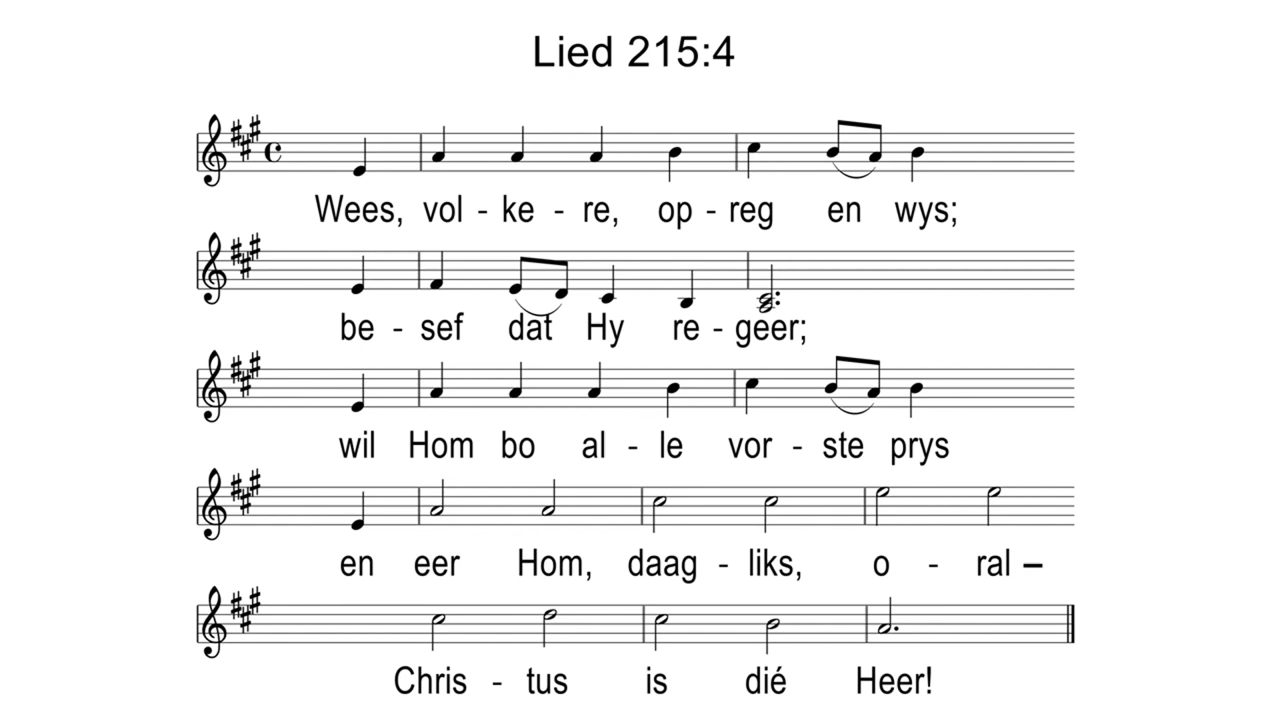 Lied 215:4
Wees, vol - ke - re, op - reg en wys;
be - sef dat Hy re - geer;
wil Hom bo al - le vor - ste prys
en eer Hom, daag - liks, o - ral –
Chris - tus is dié Heer!